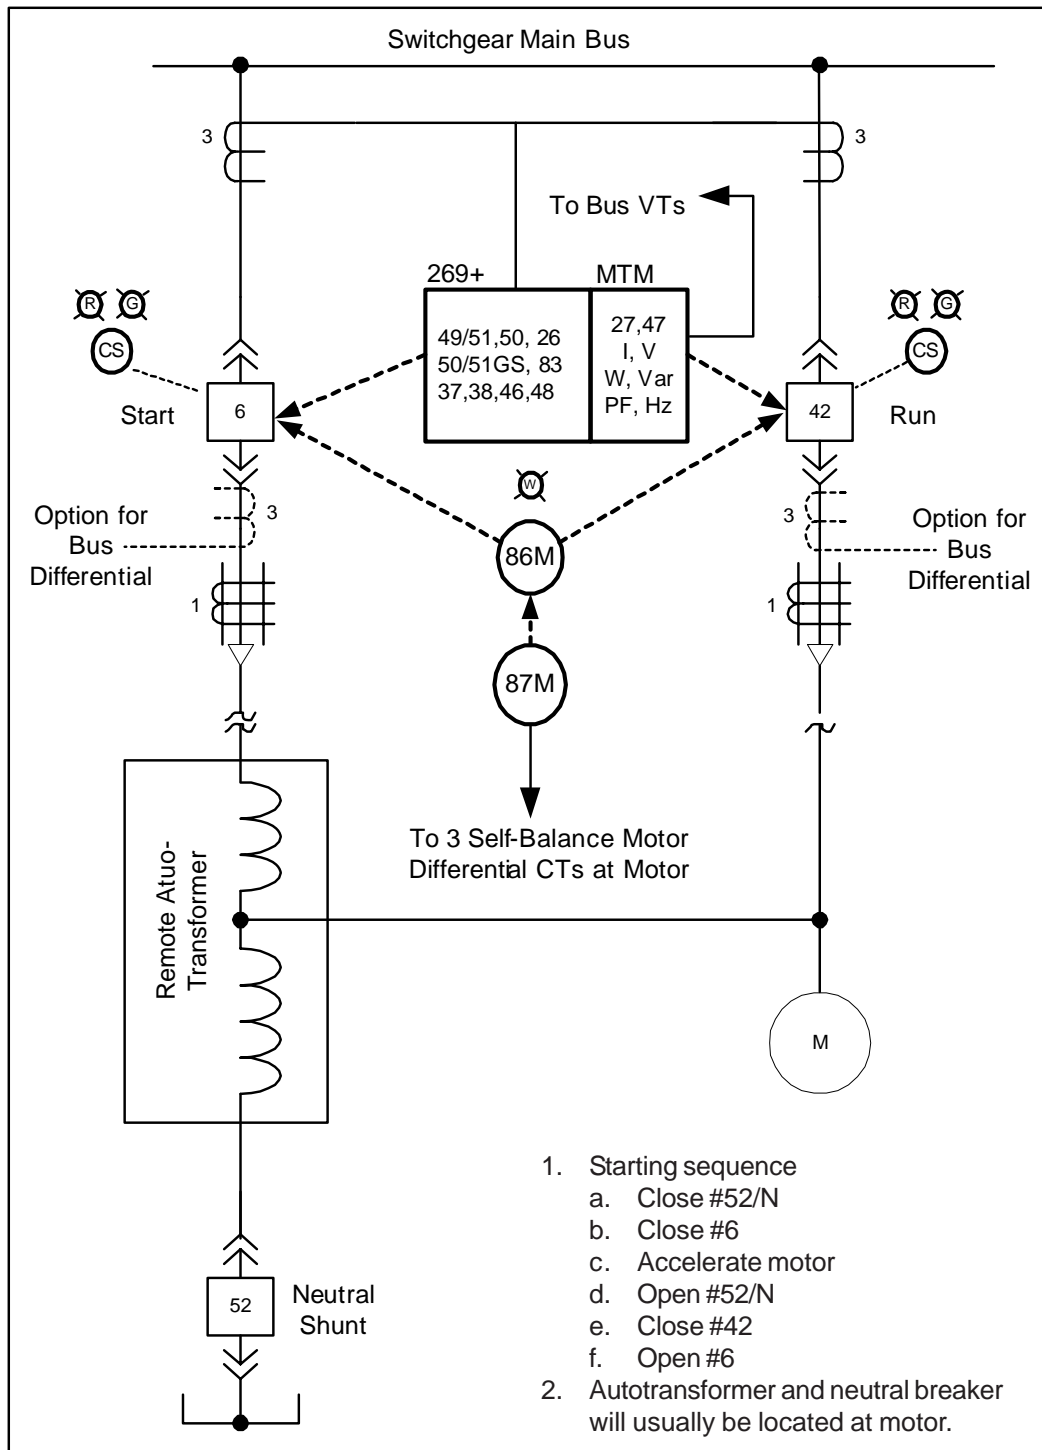 Switchgear Main Bus
3
3
To Bus VTs
269+
MTM
R
G
R
G
CS
CS
49/51,50, 26
50/51GS, 83
37,38,46,48
27,47
I, V
W, Var
PF, Hz
Start
6
42
Run
W
Option for
Bus
Differential
3
3
Option for
Bus
Differential
86M
1
1
87M
To 3 Self-Balance Motor
Differential CTs at Motor
Remote Atuo-
Transformer
M
1. Starting sequence
a. Close #52/N
b. Close #6
c. Accelerate motor
d. Open #52/N
e. Close #42
f. Open #6
2. Autotransformer and neutral breaker
will usually be located at motor.
52
Neutral
Shunt